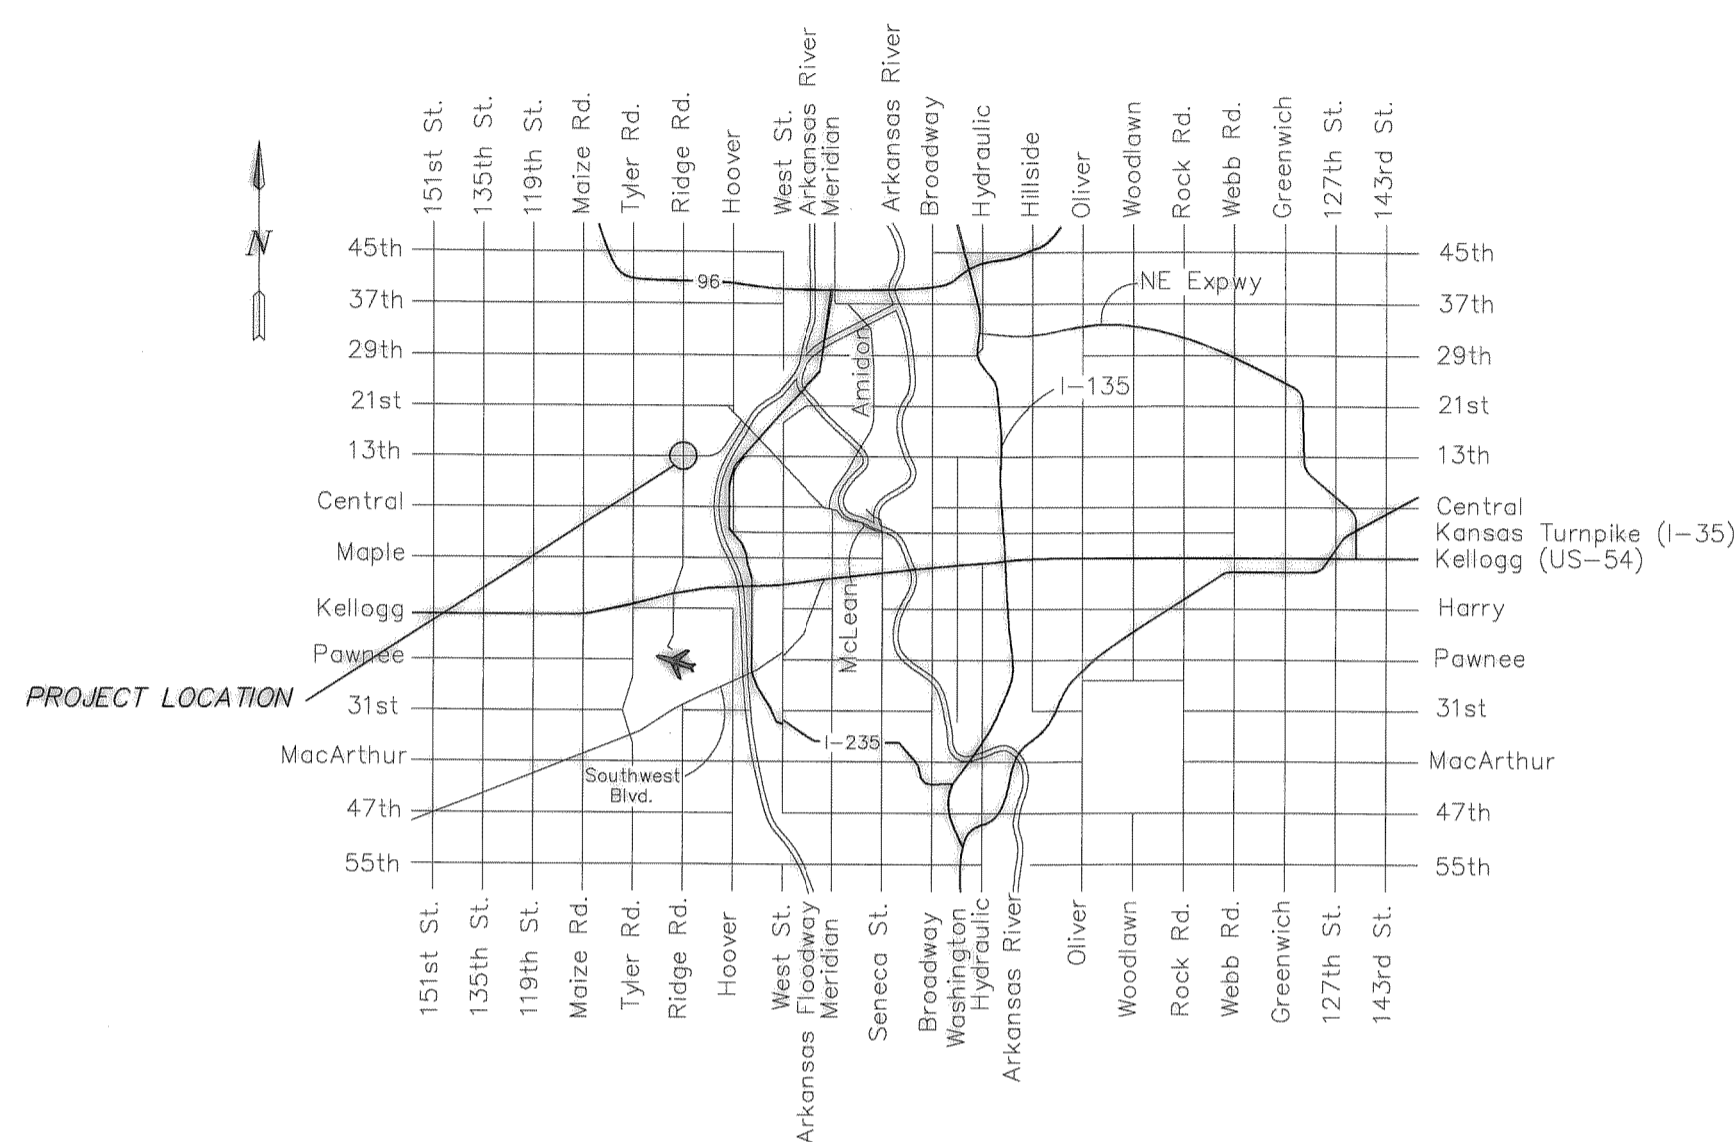 151st St.
135th St.
119th St.
Maize Rd.
Tyler Rd.
Ridge Rd.
Hoover
West St.
Arkansas River
Meridian
Arkansas River
Broadway
Hydraulic
Hillside
Oliver
Woodlawn
Rock Rd.
Webb Rd.
Greenwich
127th St.
143rd St.
N
45th
37th
29th
21st
13th
Central
Maple
Kellogg
Pawnee
31st
MacArthur
47th
55th
PROJECT LOCATION
96
NE Expwy
Amidon
I-135
McLean
I-235
Southwest
Blvd.
45th
37th
29th
21st
13th
Central
Kansas Turnpike (I-35)
Kellogg (US-54)
Harry
Pawnee
31st
MacArthur
47th
55th
151st St.
135th St.
119th St.
Maize Rd.
Tyler Rd.
Ridge Rd.
Hoover
West St.
Arkansas Floodway
Meridian
Seneca St.
Broadway
Washington
Hydraulic
Arkansas River
Oliver
Woodlawn
Rock Rd.
Webb Rd.
Greenwich
127th St.
143rd St.